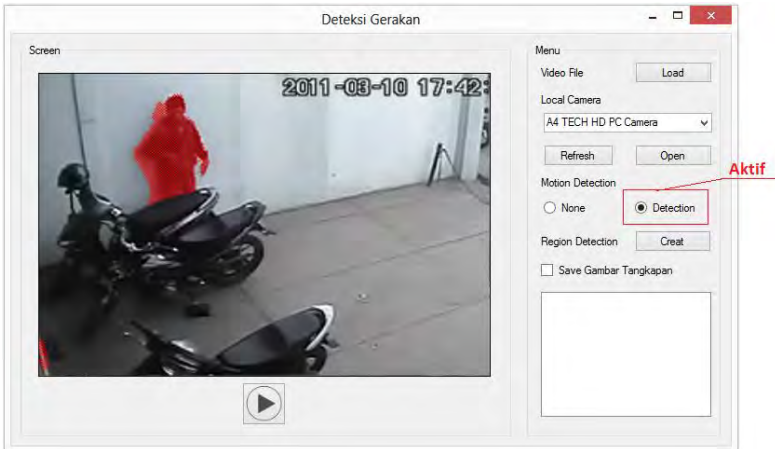 Deteksi Gerakan
Screen
2011-03-10 17:42:
Menu
Video File
Load
Local Camera
A4 TECH HD PC Camera
Refresh
Open
Aktif
Motion Detection
None
Detection
Region Detection
Creat
Save Gambar Tangkapan